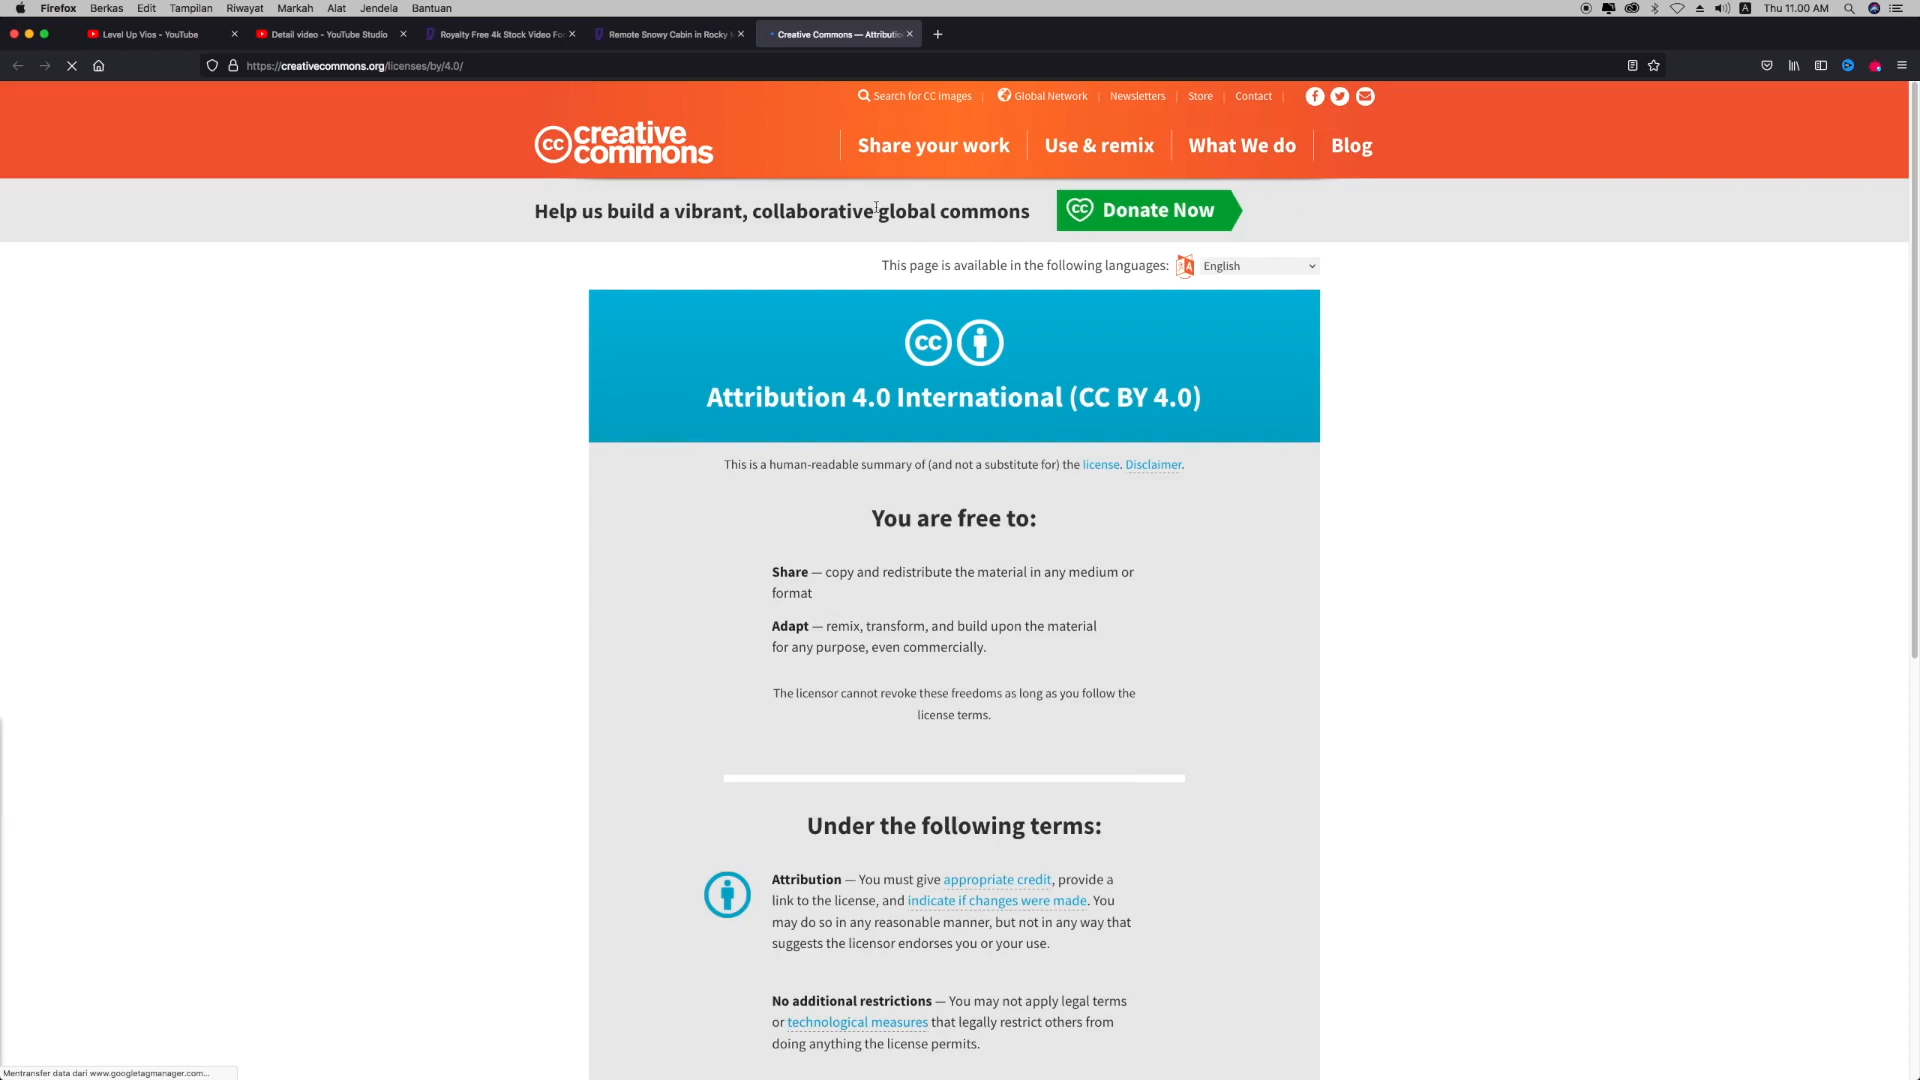 Firefox Berkas Edit Tampilan Riwayat Markah Alat Jendela Bantuan Thu 11.00 AM
Level Up Vios - YouTube Detail video - YouTube Studio Royalty Free 4k Stock Video Fo Remote Snowy Cabin in Rocky Creative Commons — Attributio
https://creativecommons.org/licenses/by/4.0/
Search for CC images Global Network Newsletters Store Contact
cc creative commons
Share your work Use & remix What We do Blog
Help us build a vibrant, collaborative global commons
cc Donate Now
This page is available in the following languages: English
cc
Attribution 4.0 International (CC BY 4.0)
This is a human-readable summary of (and not a substitute for) the license. Disclaimer.
You are free to:
Share — copy and redistribute the material in any medium or
format
Adapt — remix, transform, and build upon the material
for any purpose, even commercially.
The licensor cannot revoke these freedoms as long as you follow the
license terms.
Under the following terms:
Attribution — You must give appropriate credit, provide a
link to the license, and indicate if changes were made. You
may do so in any reasonable manner, but not in any way that
suggests the licensor endorses you or your use.
No additional restrictions — You may not apply legal terms
or technological measures that legally restrict others from
doing anything the license permits.
Mentransfer data dari www.googletagmanager.com...